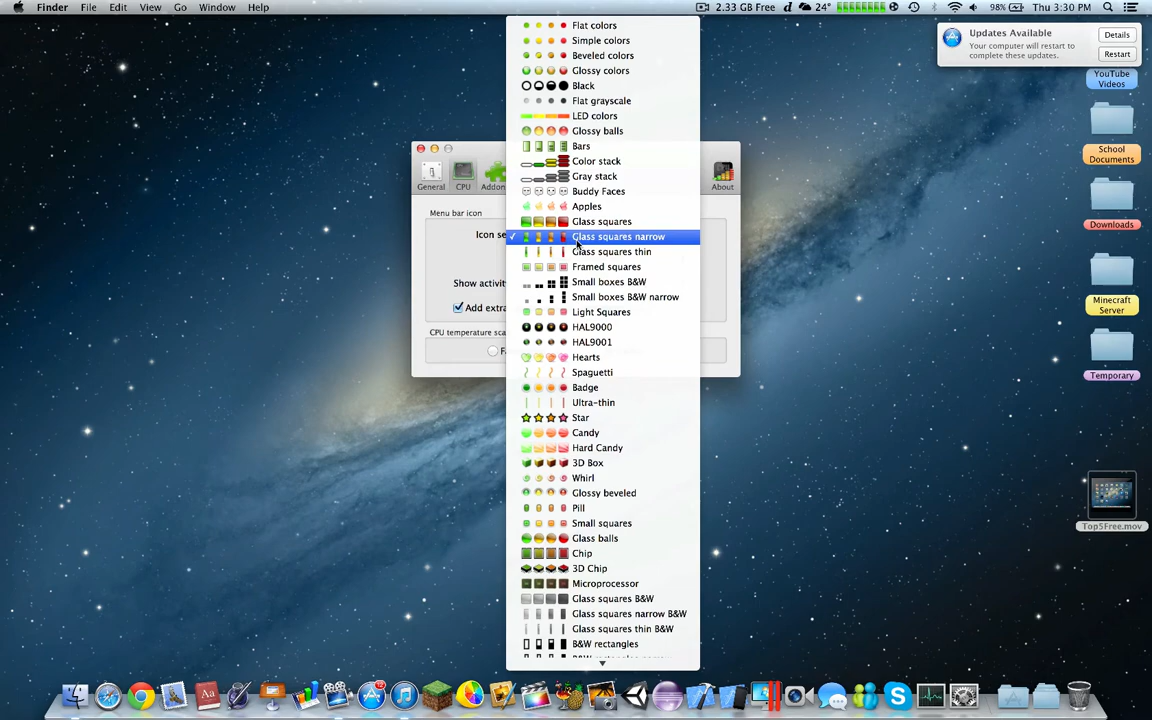 Finder File Edit View Go Window Help 2.33 GB Free d 24° 98% Thu 3:30 PM
Updates Available
Your computer will restart to
complete these updates.
Details
Restart
YouTube
Videos
School
Documents
Downloads
Minecraft
Server
Temporary
Top5Free.mov
General CPU Addon About
Menu bar icon
Icon se
Show activit
Add extra
CPU temperature sca
Flat colors
Simple colors
Beveled colors
Glossy colors
Black
Flat grayscale
LED colors
Glossy balls
Bars
Color stack
Gray stack
Buddy Faces
Apples
Glass squares
✓ Glass squares narrow
Glass squares thin
Framed squares
Small boxes B&W
Small boxes B&W narrow
Light Squares
HAL9000
HAL9001
Hearts
Spaguetti
Badge
Ultra-thin
Star
Candy
Hard Candy
3D Box
Whirl
Glossy beveled
Pill
Small squares
Glass balls
Chip
3D Chip
Microprocessor
Glass squares B&W
Glass squares narrow B&W
Glass squares thin B&W
B&W rectangles